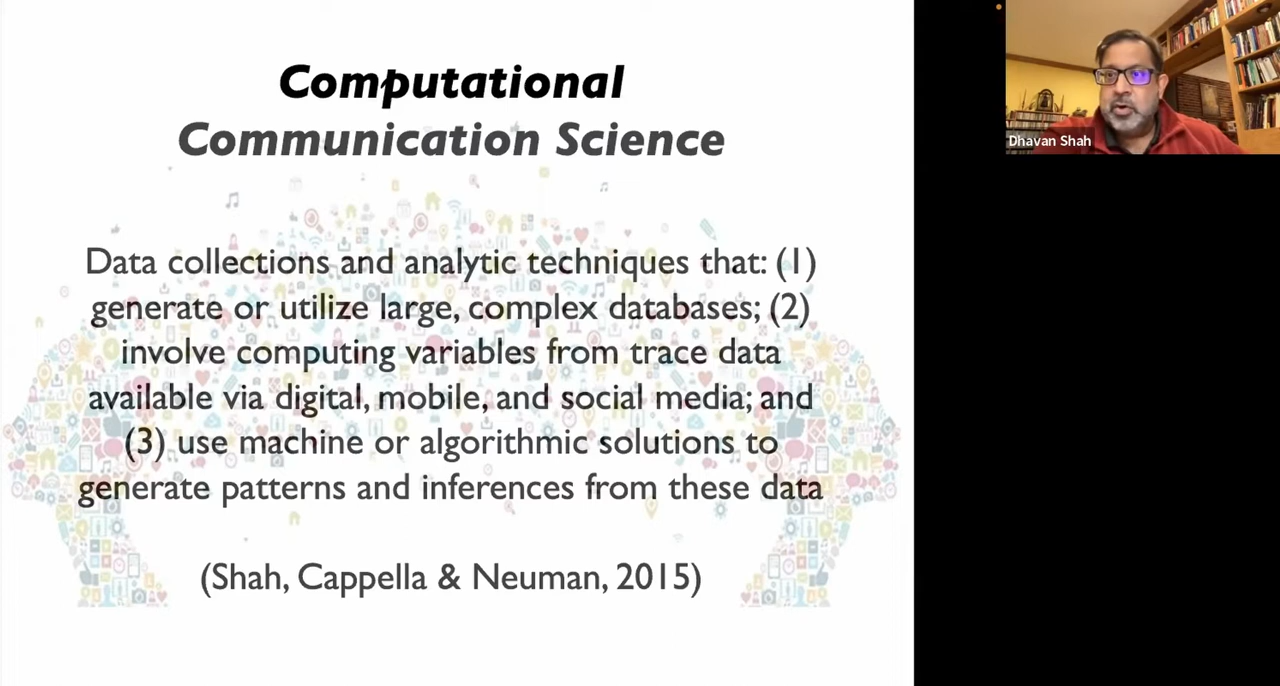 Computational
Communication Science
Data collections and analytic techniques that: (1)
generate or utilize large, complex databases; (2)
involve computing variables from trace data
available via digital, mobile, and social media; and
(3) use machine or algorithmic solutions to
generate patterns and inferences from these data
(Shah, Cappella & Neuman, 2015)
Dhavan Shah